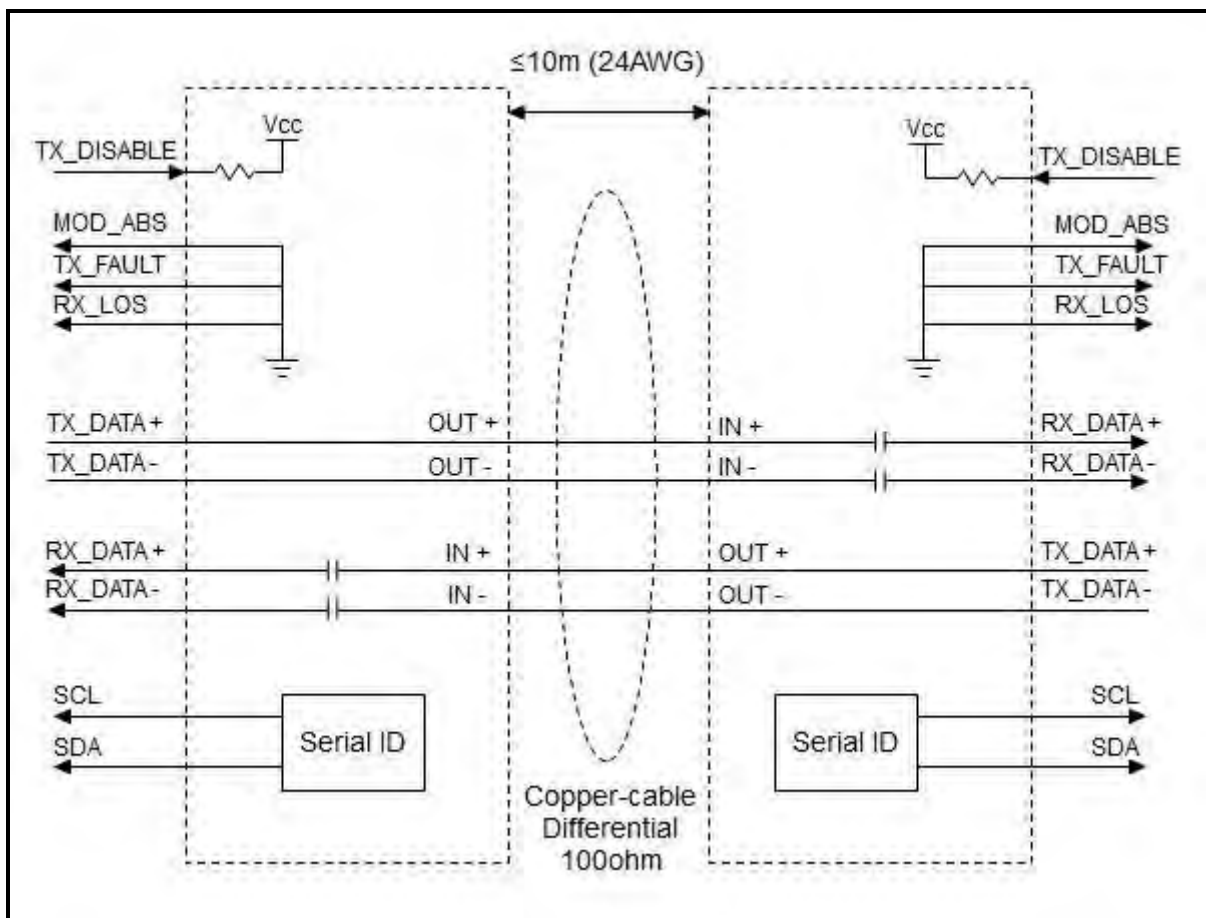 ≤10m (24AWG)
Vcc
Vcc
TX_DISABLE
TX_DISABLE
MOD_ABS
MOD_ABS
TX_FAULT
TX_FAULT
RX_LOS
RX_LOS
TX_DATA+
OUT +
IN +
RX_DATA+
TX_DATA-
OUT -
IN -
RX_DATA-
RX_DATA+
IN +
OUT +
TX_DATA+
RX_DATA-
IN -
OUT -
TX_DATA-
SCL
SCL
Serial ID
Serial ID
SDA
SDA
Copper-cable
Differential
100ohm